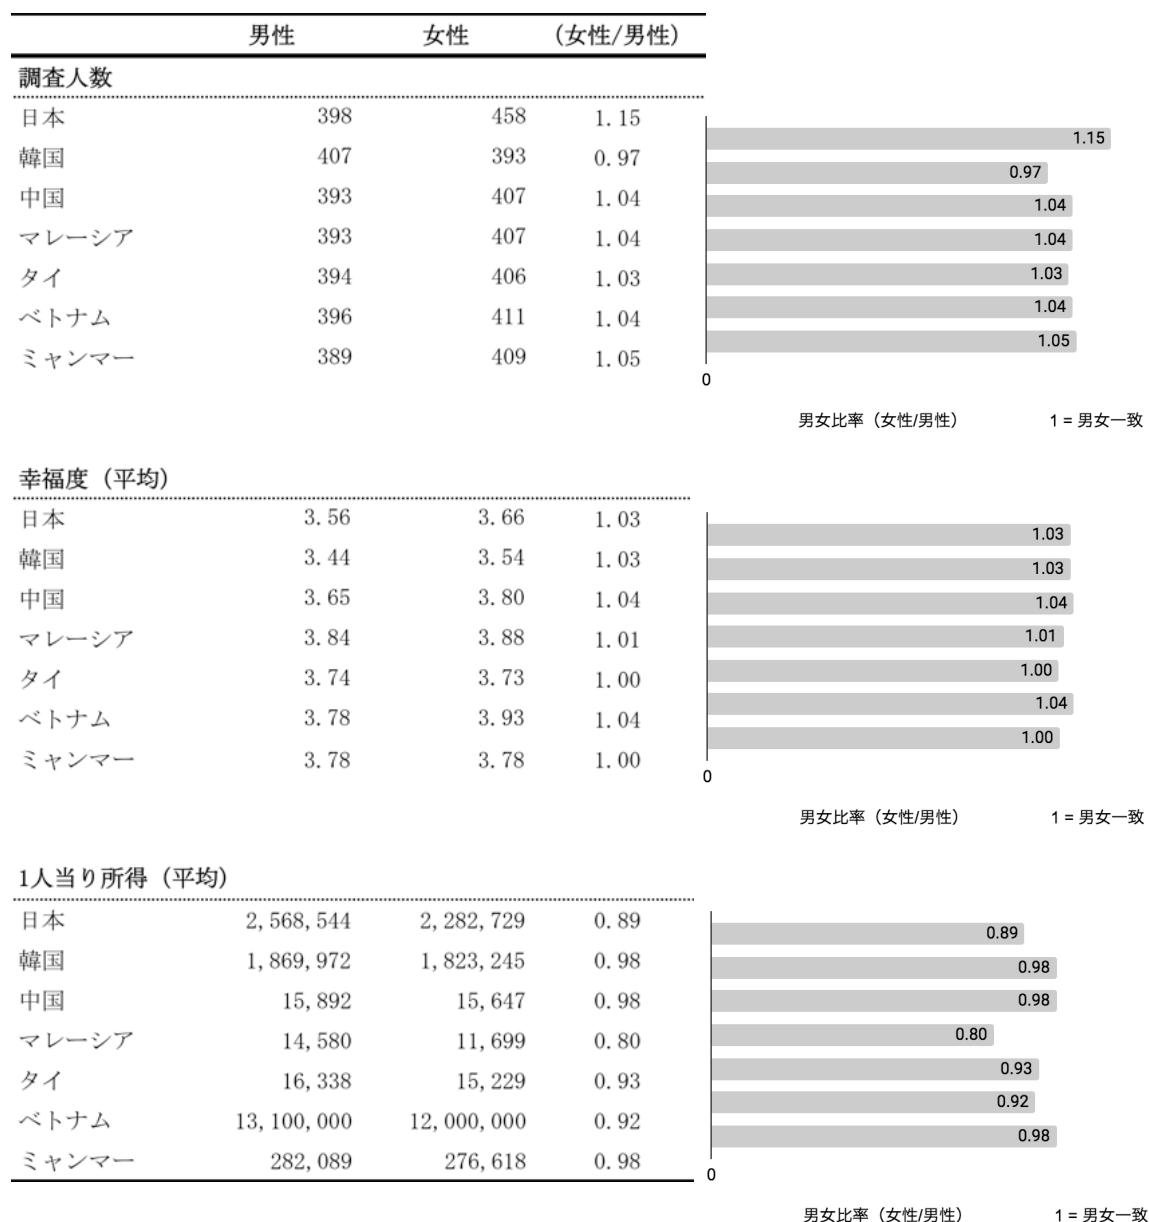 男性 女性 （女性/男性）
調査人数
日本 398 458 1.15 1.15
韓国 407 393 0.97 0.97
中国 393 407 1.04 1.04
マレーシア 393 407 1.04 1.04
タイ 394 406 1.03 1.03
ベトナム 396 411 1.04 1.04
ミャンマー 389 409 1.05 1.05
0
男女比率（女性/男性） 1 = 男女一致
幸福度（平均）
日本 3.56 3.66 1.03 1.03
韓国 3.44 3.54 1.03 1.03
中国 3.65 3.80 1.04 1.04
マレーシア 3.84 3.88 1.01 1.01
タイ 3.74 3.73 1.00 1.00
ベトナム 3.78 3.93 1.04 1.04
ミャンマー 3.78 3.78 1.00 1.00
0
男女比率（女性/男性） 1 = 男女一致
1人当り所得（平均）
日本 2,568,544 2,282,729 0.89 0.89
韓国 1,869,972 1,823,245 0.98 0.98
中国 15,892 15,647 0.98 0.98
マレーシア 14,580 11,699 0.80 0.80
タイ 16,338 15,229 0.93 0.93
ベトナム 13,100,000 12,000,000 0.92 0.92
ミャンマー 282,089 276,618 0.98 0.98
0
男女比率（女性/男性） 1 = 男女一致